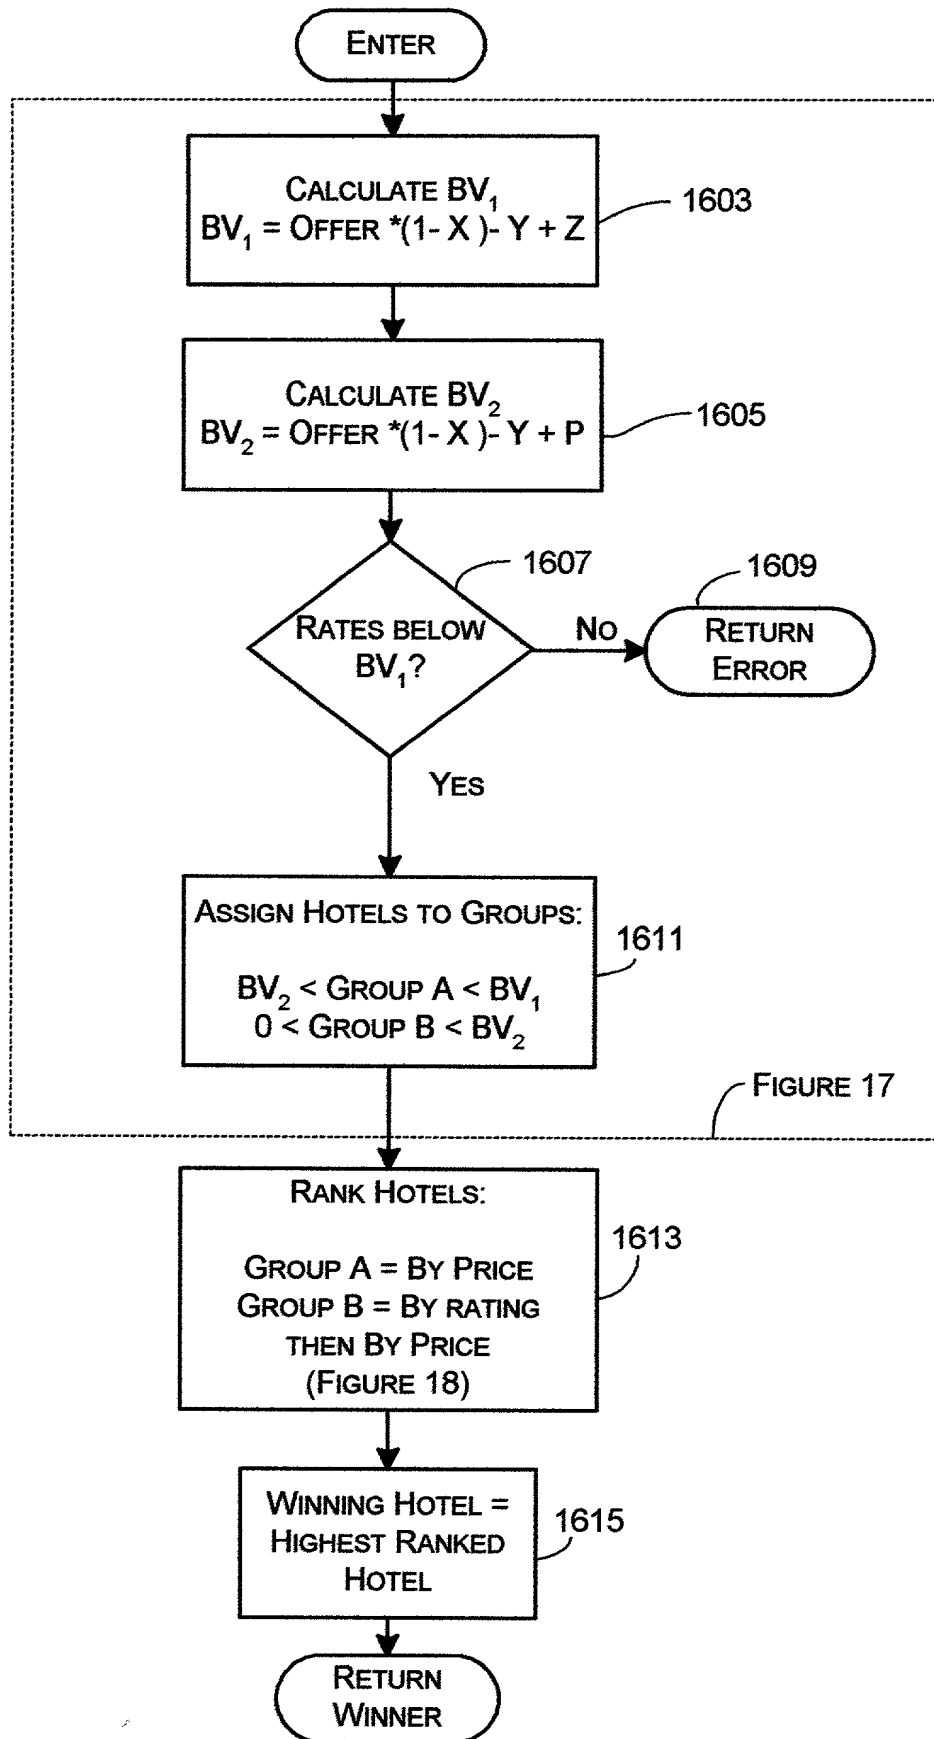 ENTER
CALCULATE BV₁
BV₁ = OFFER *(1- X )- Y + Z
1603
CALCULATE BV₂
BV₂ = OFFER *(1- X )- Y + P
1605
1607
RATES BELOW
BV₁?
NO
1609
RETURN
ERROR
YES
ASSIGN HOTELS TO GROUPS:
BV₂ < GROUP A < BV₁
0 < GROUP B < BV₂
1611
FIGURE 17
RANK HOTELS:
GROUP A = BY PRICE
GROUP B = BY RATING
THEN BY PRICE
(FIGURE 18)
1613
WINNING HOTEL =
HIGHEST RANKED
HOTEL
1615
RETURN
WINNER